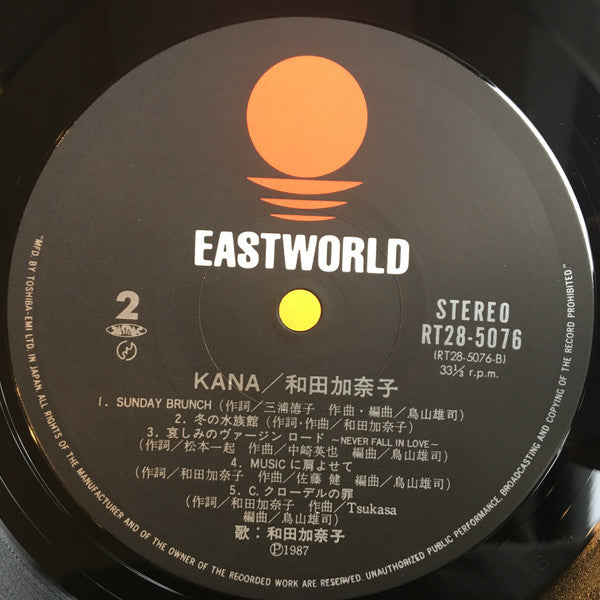 EASTWORLD
2
STEREO
RT28-5076
(RT28-5076-B)
33⅓ r.p.m.
KANA／和田加奈子
1. SUNDAY BRUNCH (作詞／三浦徳子 作曲・編曲／鳥山雄司)
2. 冬の水族館 (作詞・作曲／和田加奈子)
3. 哀しみのヴァージン ロード ～NEVER FALL IN LOVE～
(作詞／松本一起 作曲／中崎英也 編曲／鳥山雄司)
4. MUSICに肩よせて
(作詞／和田加奈子 作曲／佐藤 健 編曲／鳥山雄司)
5. C.クローデルの罪
(作詞／和田加奈子 作曲／Tsukasa
編曲／鳥山雄司)
歌：和田加奈子
Ⓟ1987
"MFD. BY TOSHIBA-EMI LTD. IN JAPAN ALL RIGHTS OF THE MANUFACTURER AND OF THE OWNER OF THE RECORDED WORK ARE RESERVED. UNAUTHORIZED PUBLIC PERFORMANCE, BROADCASTING AND COPYING OF THE RECORD PROHIBITED."